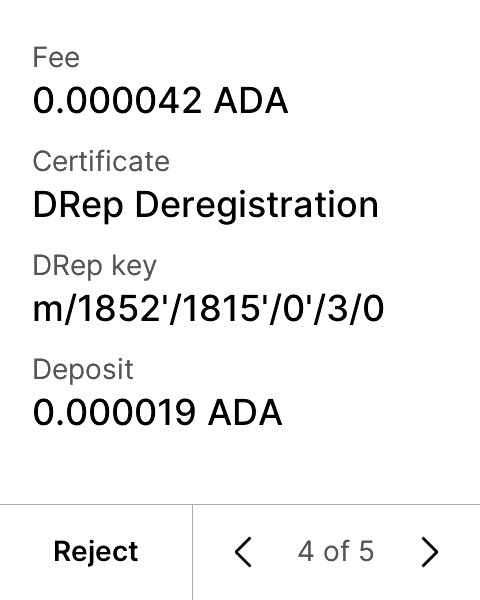 Fee
0.000042 ADA
Certificate
DRep Deregistration
DRep key
m/1852'/1815'/0'/3/0
Deposit
0.000019 ADA
Reject
4 of 5